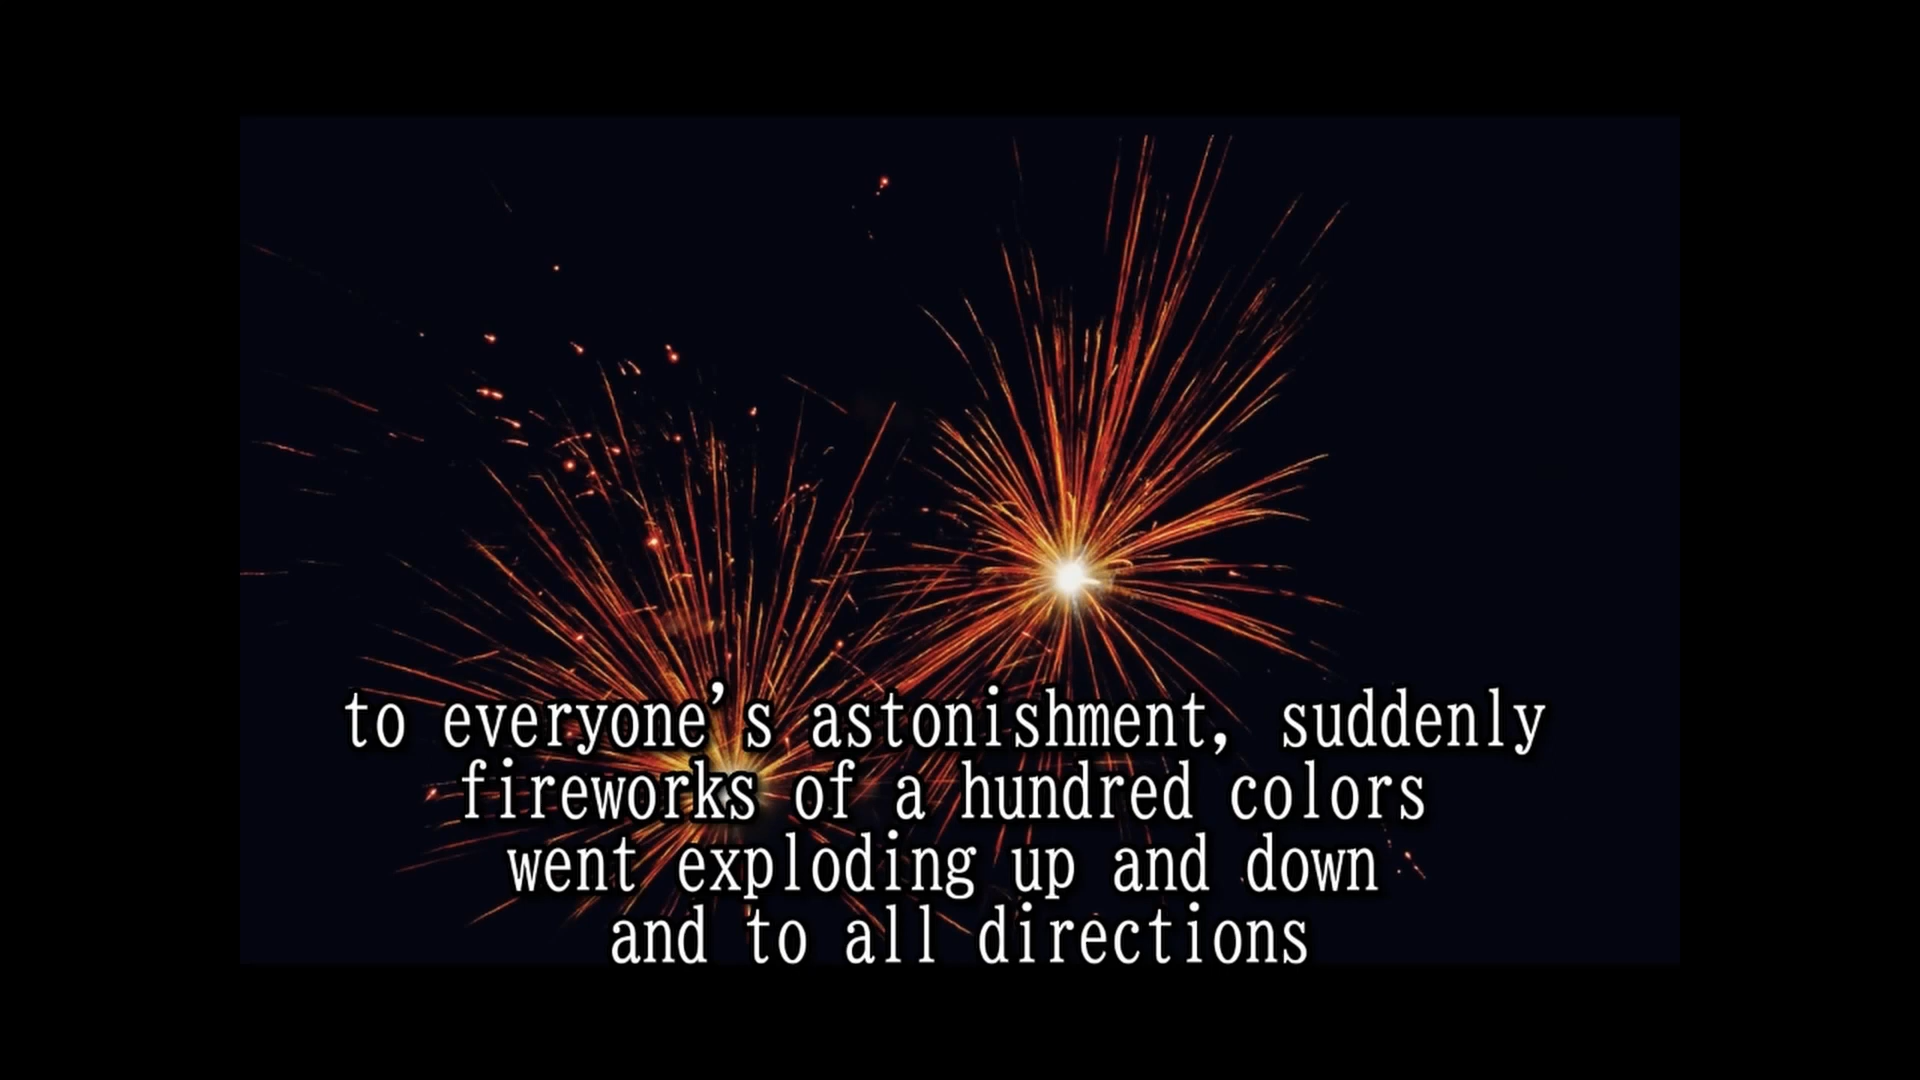 to everyone's astonishment, suddenly
fireworks of a hundred colors
went exploding up and down
and to all directions